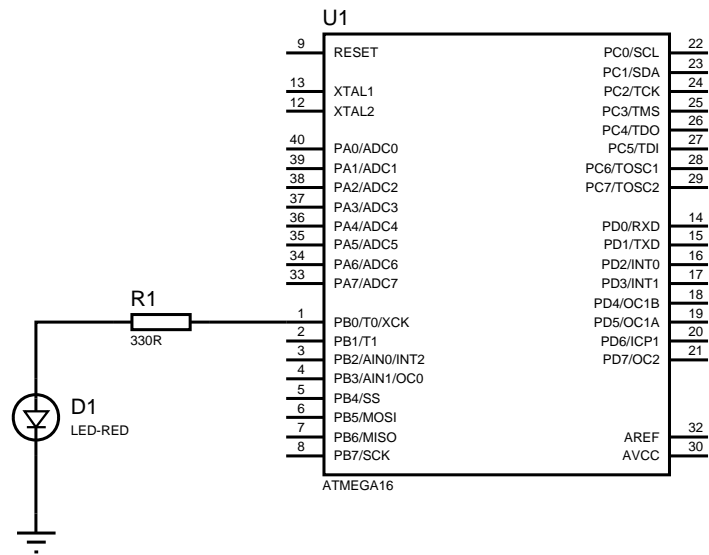 U1
9 RESET
13 XTAL1
12 XTAL2
40 PA0/ADC0
39 PA1/ADC1
38 PA2/ADC2
37 PA3/ADC3
36 PA4/ADC4
35 PA5/ADC5
34 PA6/ADC6
33 PA7/ADC7
1 PB0/T0/XCK
2 PB1/T1
3 PB2/AIN0/INT2
4 PB3/AIN1/OC0
5 PB4/SS
6 PB5/MOSI
7 PB6/MISO
8 PB7/SCK
PC0/SCL 22
PC1/SDA 23
PC2/TCK 24
PC3/TMS 25
PC4/TDO 26
PC5/TDI 27
PC6/TOSC1 28
PC7/TOSC2 29
PD0/RXD 14
PD1/TXD 15
PD2/INT0 16
PD3/INT1 17
PD4/OC1B 18
PD5/OC1A 19
PD6/ICP1 20
PD7/OC2 21
AREF 32
AVCC 30
ATMEGA16
R1
330R
D1
LED-RED